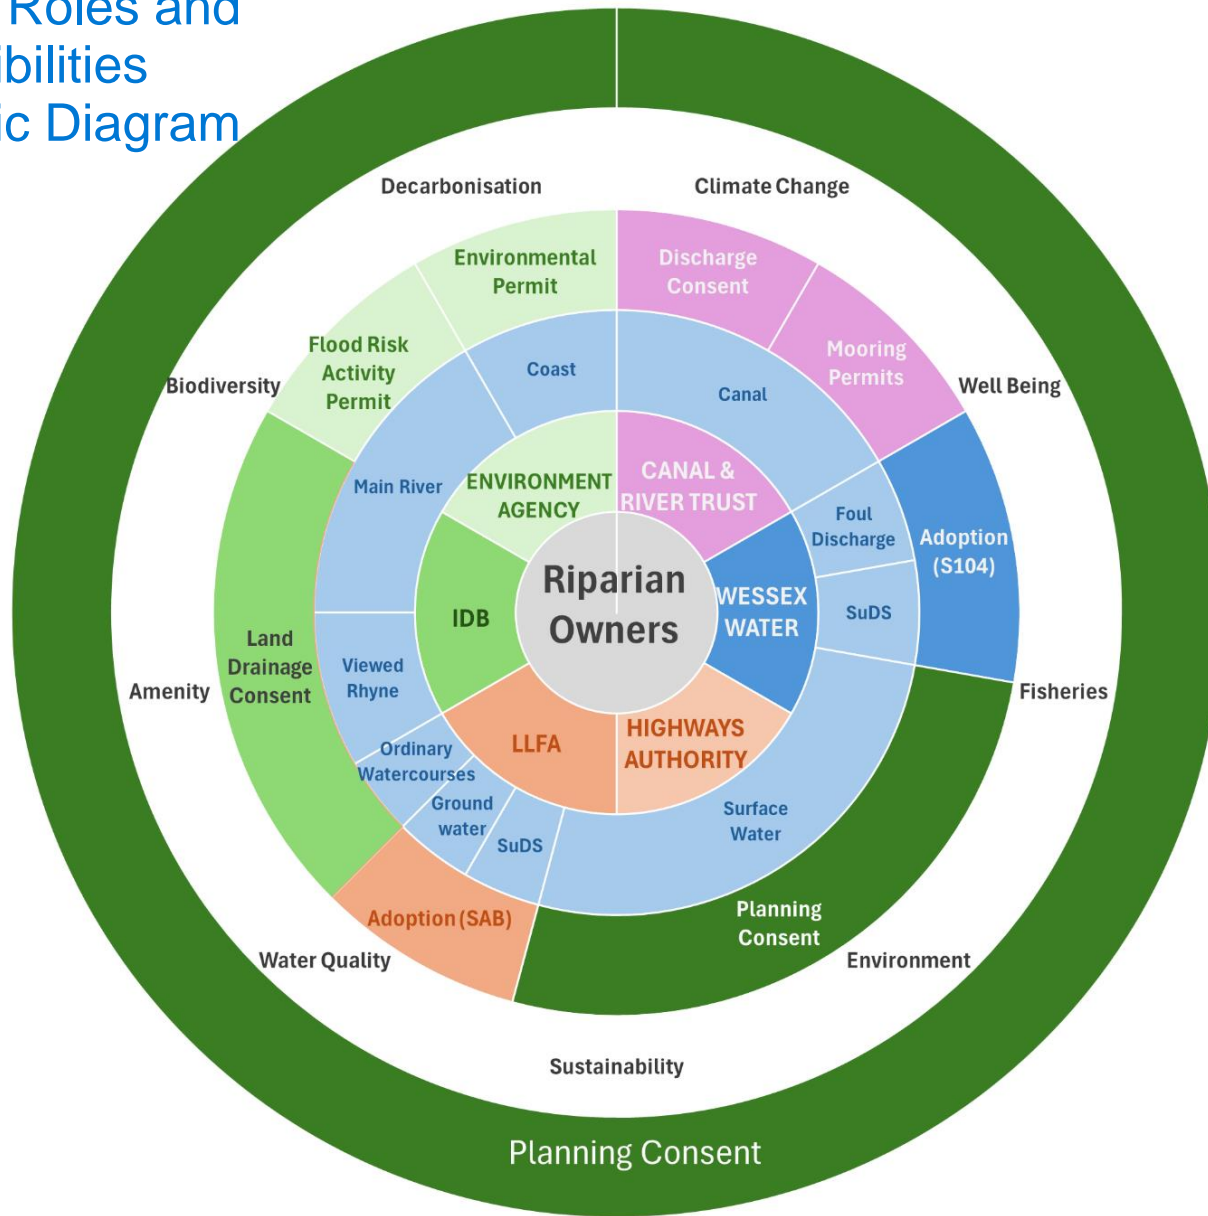 Roles and
ibilities
ic Diagram
Decarbonisation
Climate Change
Environmental
Permit
Discharge
Consent
Flood Risk
Activity
Permit
Mooring
Permits
Biodiversity
Well Being
Coast
Canal
Main River
ENVIRONMENT
AGENCY
CANAL &
RIVER TRUST
Foul
Discharge
Adoption
(S104)
Riparian
Owners
IDB
WESSEX
WATER
SuDS
Land
Drainage
Consent
Viewed
Rhyne
Amenity
Fisheries
LLFA
HIGHWAYS
AUTHORITY
Ordinary
Watercourses
Ground
water
SuDS
Surface
Water
Adoption (SAB)
Planning
Consent
Water Quality
Environment
Sustainability
Planning Consent